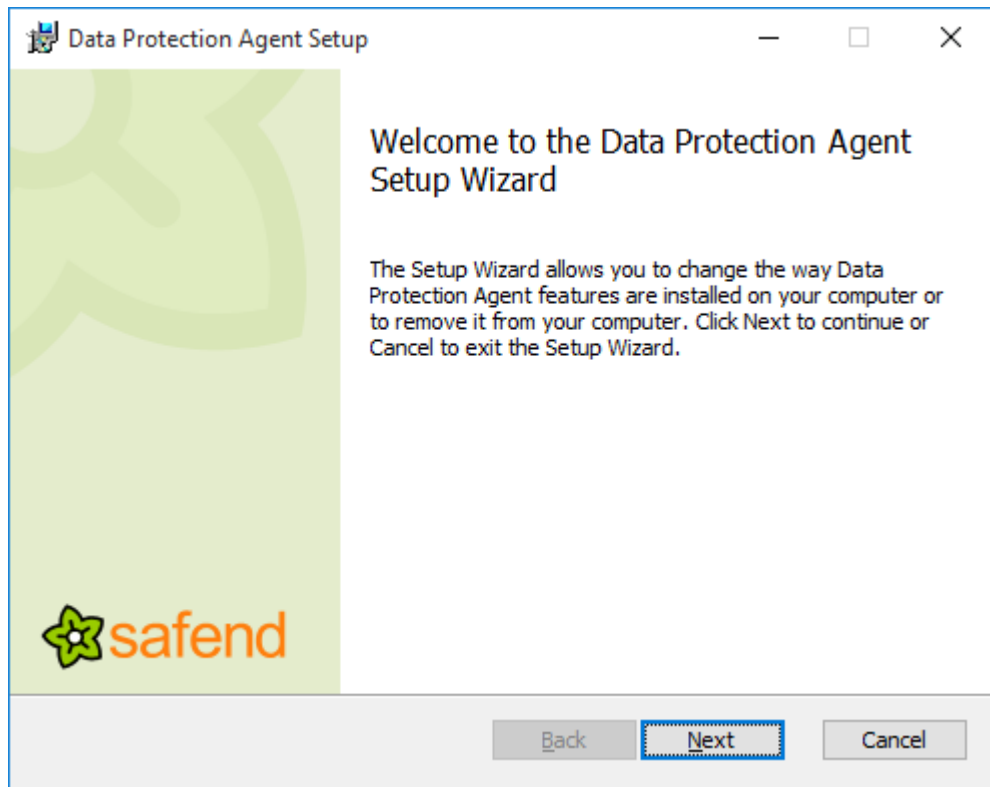 Data Protection Agent Setup
Welcome to the Data Protection Agent
Setup Wizard
The Setup Wizard allows you to change the way Data
Protection Agent features are installed on your computer or
to remove it from your computer. Click Next to continue or
Cancel to exit the Setup Wizard.
safend
Back Next Cancel